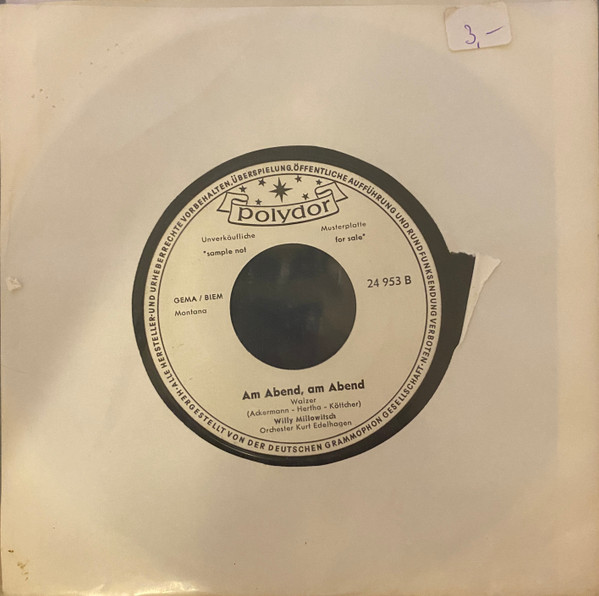 3,-
·ALLE HERSTELLER-UND URHEBERRECHTE VORBEHALTEN, ÜBERSPIELUNG, ÖFFENTLICHE AUFFÜHRUNG UND RUNDFUNKSENDUNG VERBOTEN·
polydor
Unverkäufliche Musterplatte
"sample not for sale"
24 953 B
GEMA / BIEM
Montana
Am Abend, am Abend
Walzer
(Ackermann - Hertha - Köttcher)
Willy Millowitsch
Orchester Kurt Edelhagen
HERGESTELLT VON DER DEUTSCHEN GRAMMOPHON GESELLSCHAFT·